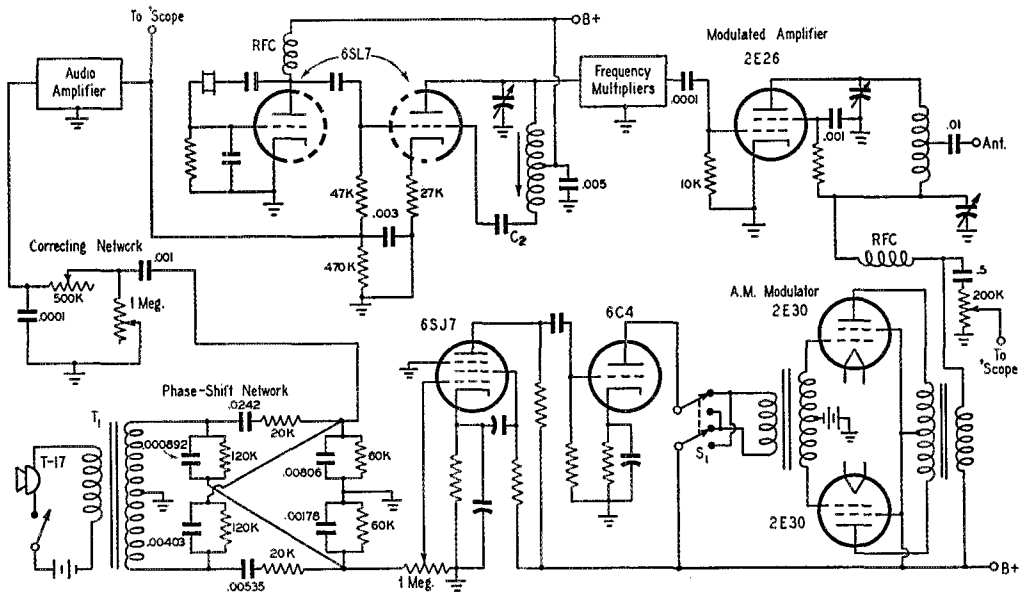 To 'Scope
B+
RFC
6SL7
Audio
Amplifier
Frequency
Multipliers
Modulated Amplifier
2E26
.0001
.001
.01
Ant.
10K
47K
27K
.003
.005
C2
470K
Correcting Network
.001
500K
1 Meg.
.0001
RFC
.5
200K
To
'Scope
A.M. Modulator
2E30
6SJ7
6C4
S1
Phase-Shift Network
.0242
20K
T1
T-17
.000892
120K
.00806
60K
.00403
120K
.00178
60K
20K
.00535
1 Meg.
2E30
B+